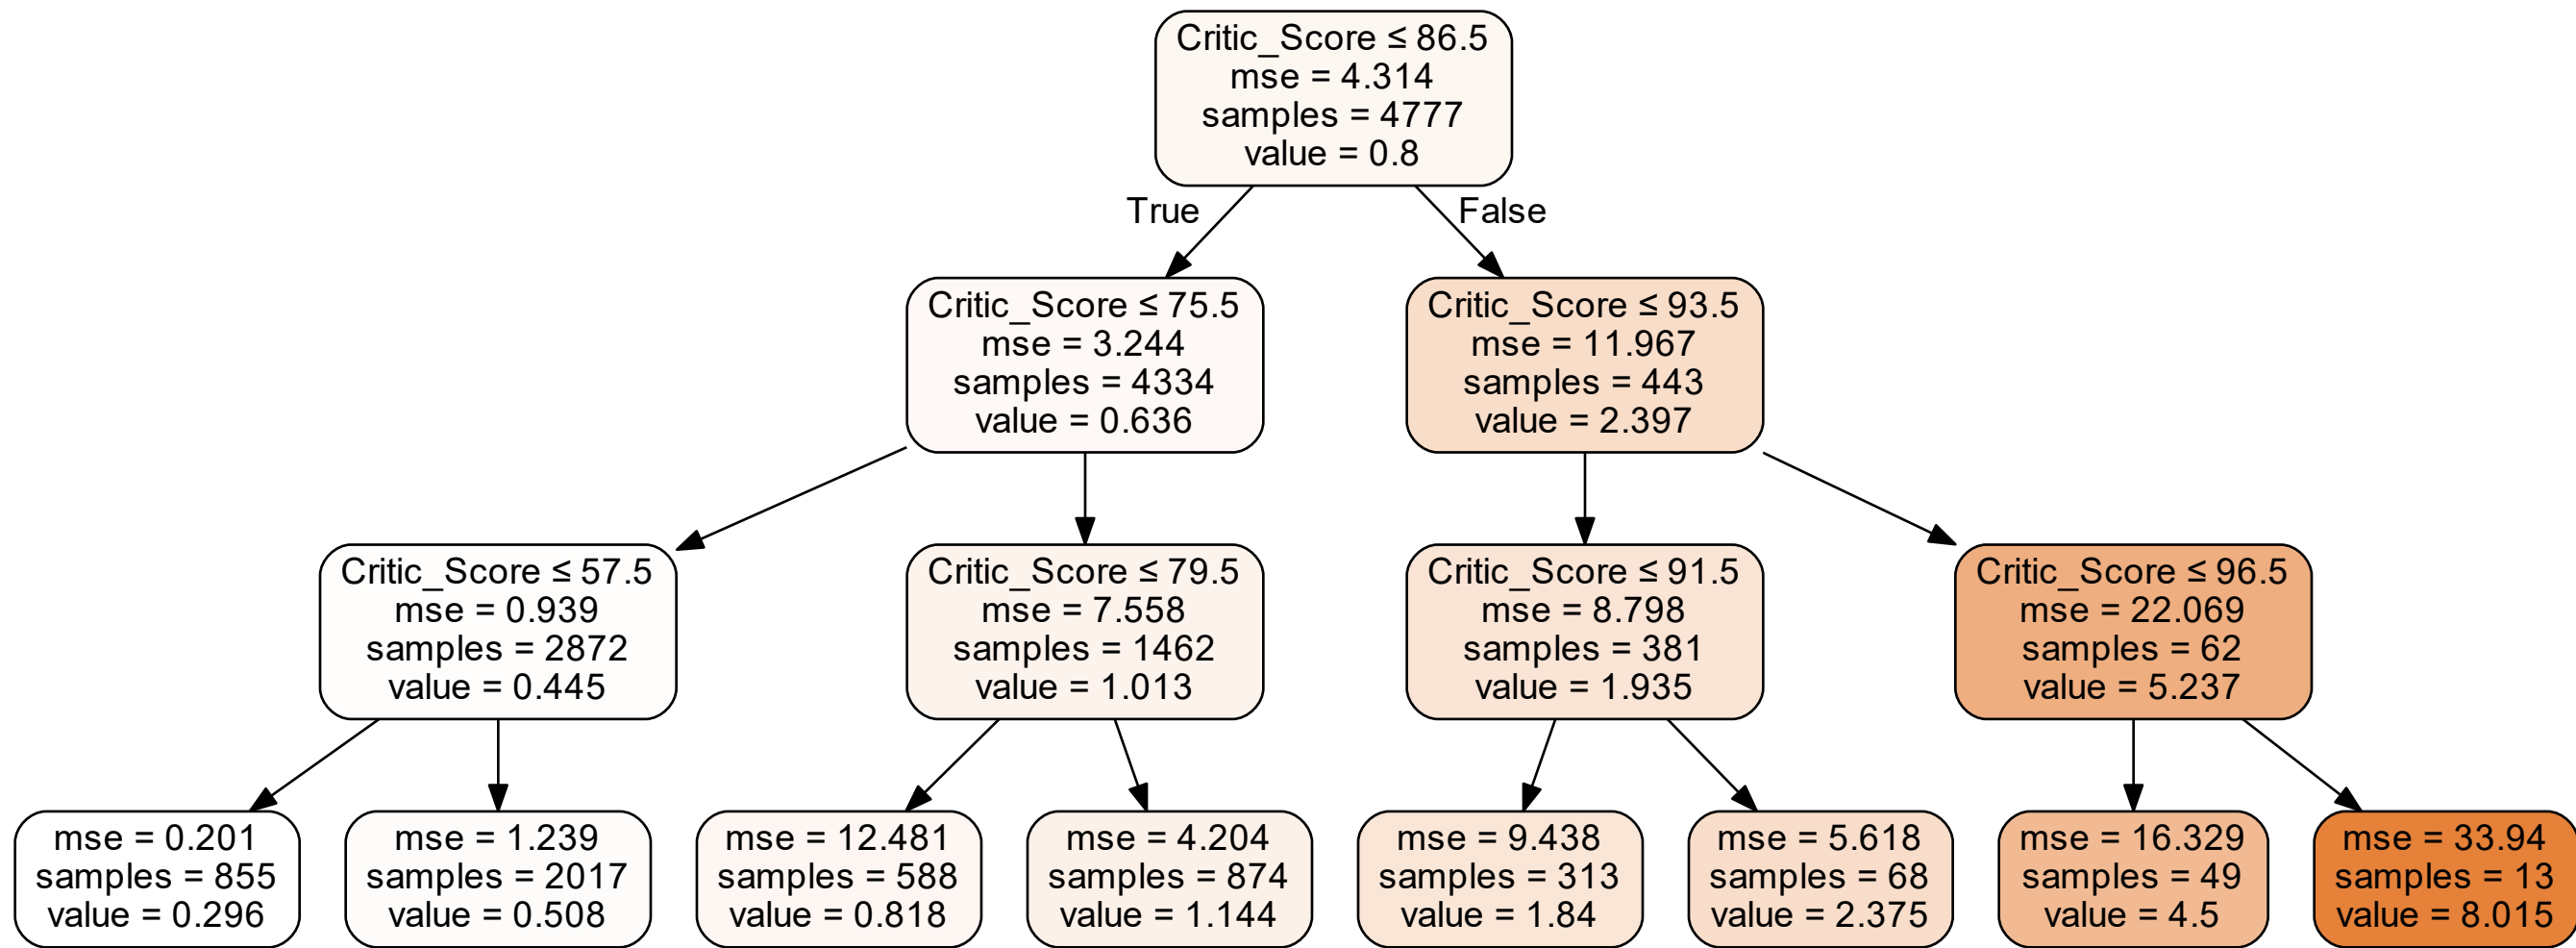 Critic_Score ≤ 86.5
mse = 4.314
samples = 4777
value = 0.8
True
False
Critic_Score ≤ 75.5
mse = 3.244
samples = 4334
value = 0.636
Critic_Score ≤ 93.5
mse = 11.967
samples = 443
value = 2.397
Critic_Score ≤ 57.5
mse = 0.939
samples = 2872
value = 0.445
Critic_Score ≤ 79.5
mse = 7.558
samples = 1462
value = 1.013
Critic_Score ≤ 91.5
mse = 8.798
samples = 381
value = 1.935
Critic_Score ≤ 96.5
mse = 22.069
samples = 62
value = 5.237
mse = 0.201
samples = 855
value = 0.296
mse = 1.239
samples = 2017
value = 0.508
mse = 12.481
samples = 588
value = 0.818
mse = 4.204
samples = 874
value = 1.144
mse = 9.438
samples = 313
value = 1.84
mse = 5.618
samples = 68
value = 2.375
mse = 16.329
samples = 49
value = 4.5
mse = 33.94
samples = 13
value = 8.015